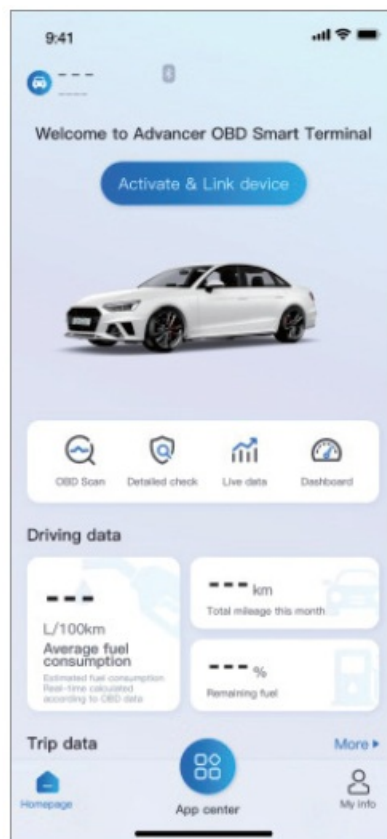 9:41
---
----
Welcome to Advancer OBD Smart Terminal
Activate & Link device
OBD Scan
Detailed check
Live data
Dashboard
Driving data
---
L/100km
Average fuel
consumption
Estimated fuel consumption
Real-time calculated
according to OBD data
--- km
Total mileage this month
--- %
Remaining fuel
Trip data
More
Homepage
App center
My info